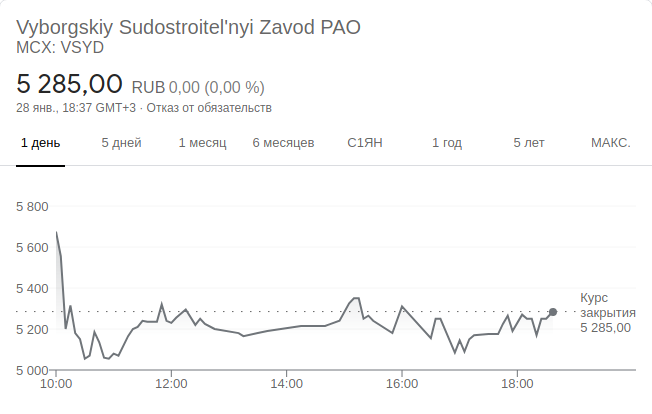 Vyborgskiy Sudostroitel'nyi Zavod PAO
MCX: VSYD
5 285,00 RUB 0,00 (0,00 %)
28 янв., 18:37 GMT+3 · Отказ от обязательств
1 день 5 дней 1 месяц 6 месяцев С1ЯН 1 год 5 лет МАКС.
5 800
5 600
5 400
Курс
закрытия
5 285,00
5 200
5 000
10:00 12:00 14:00 16:00 18:00